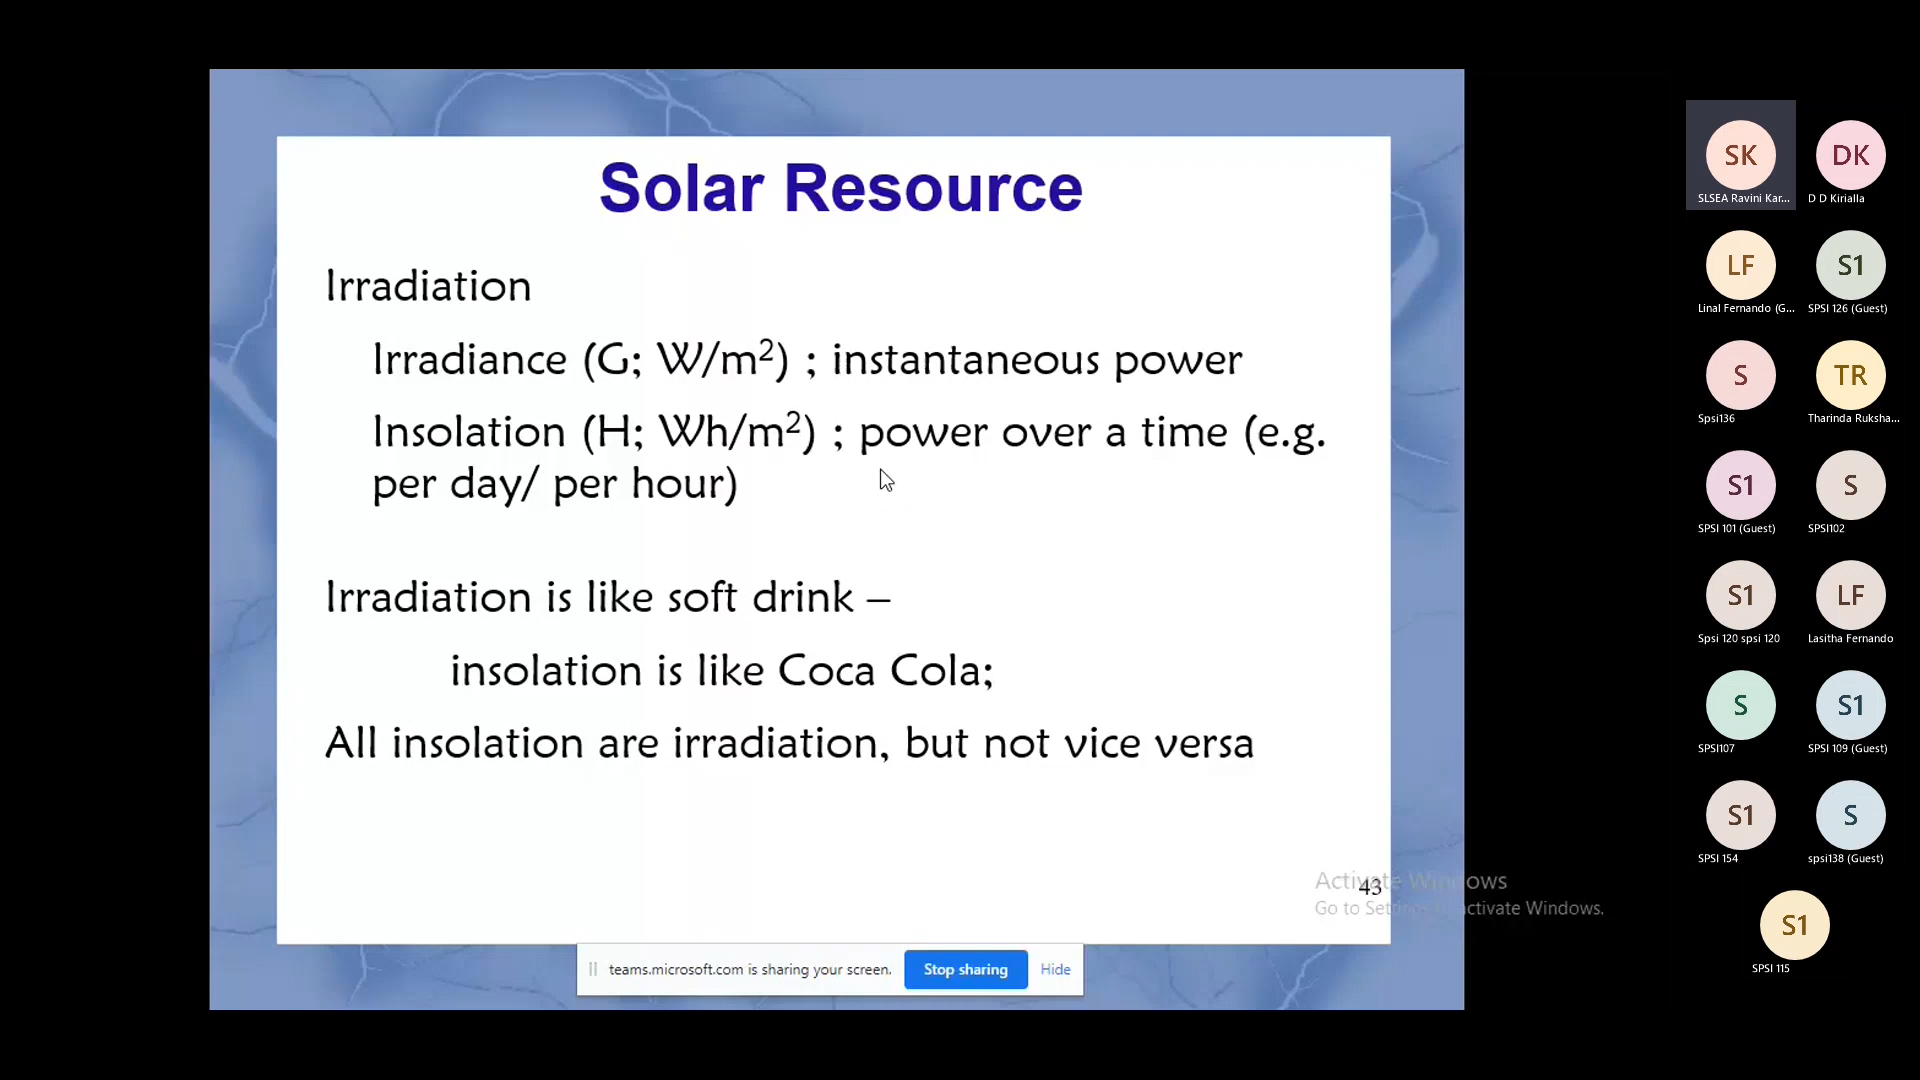 Solar Resource
Irradiation
Irradiance (G; W/m²) ; instantaneous power
Insolation (H; Wh/m²) ; power over a time (e.g.
per day/ per hour)
Irradiation is like soft drink –
insolation is like Coca Cola;
All insolation are irradiation, but not vice versa
43
Activate Windows
Go to Settings to activate Windows.
teams.microsoft.com is sharing your screen.
Stop sharing
Hide
SK
DK
SLSEA Ravini Kar...
D D Kirialla
LF
S1
Linal Fernando (G...
SPSI 126 (Guest)
S
TR
Spsi136
Tharinda Ruksha...
S1
S
SPSI 101 (Guest)
SPSI102
S1
LF
Spsi 120 spsi 120
Lasitha Fernando
S
S1
SPSI107
SPSI 109 (Guest)
S1
S
SPSI 154
spsi138 (Guest)
S1
SPSI 115